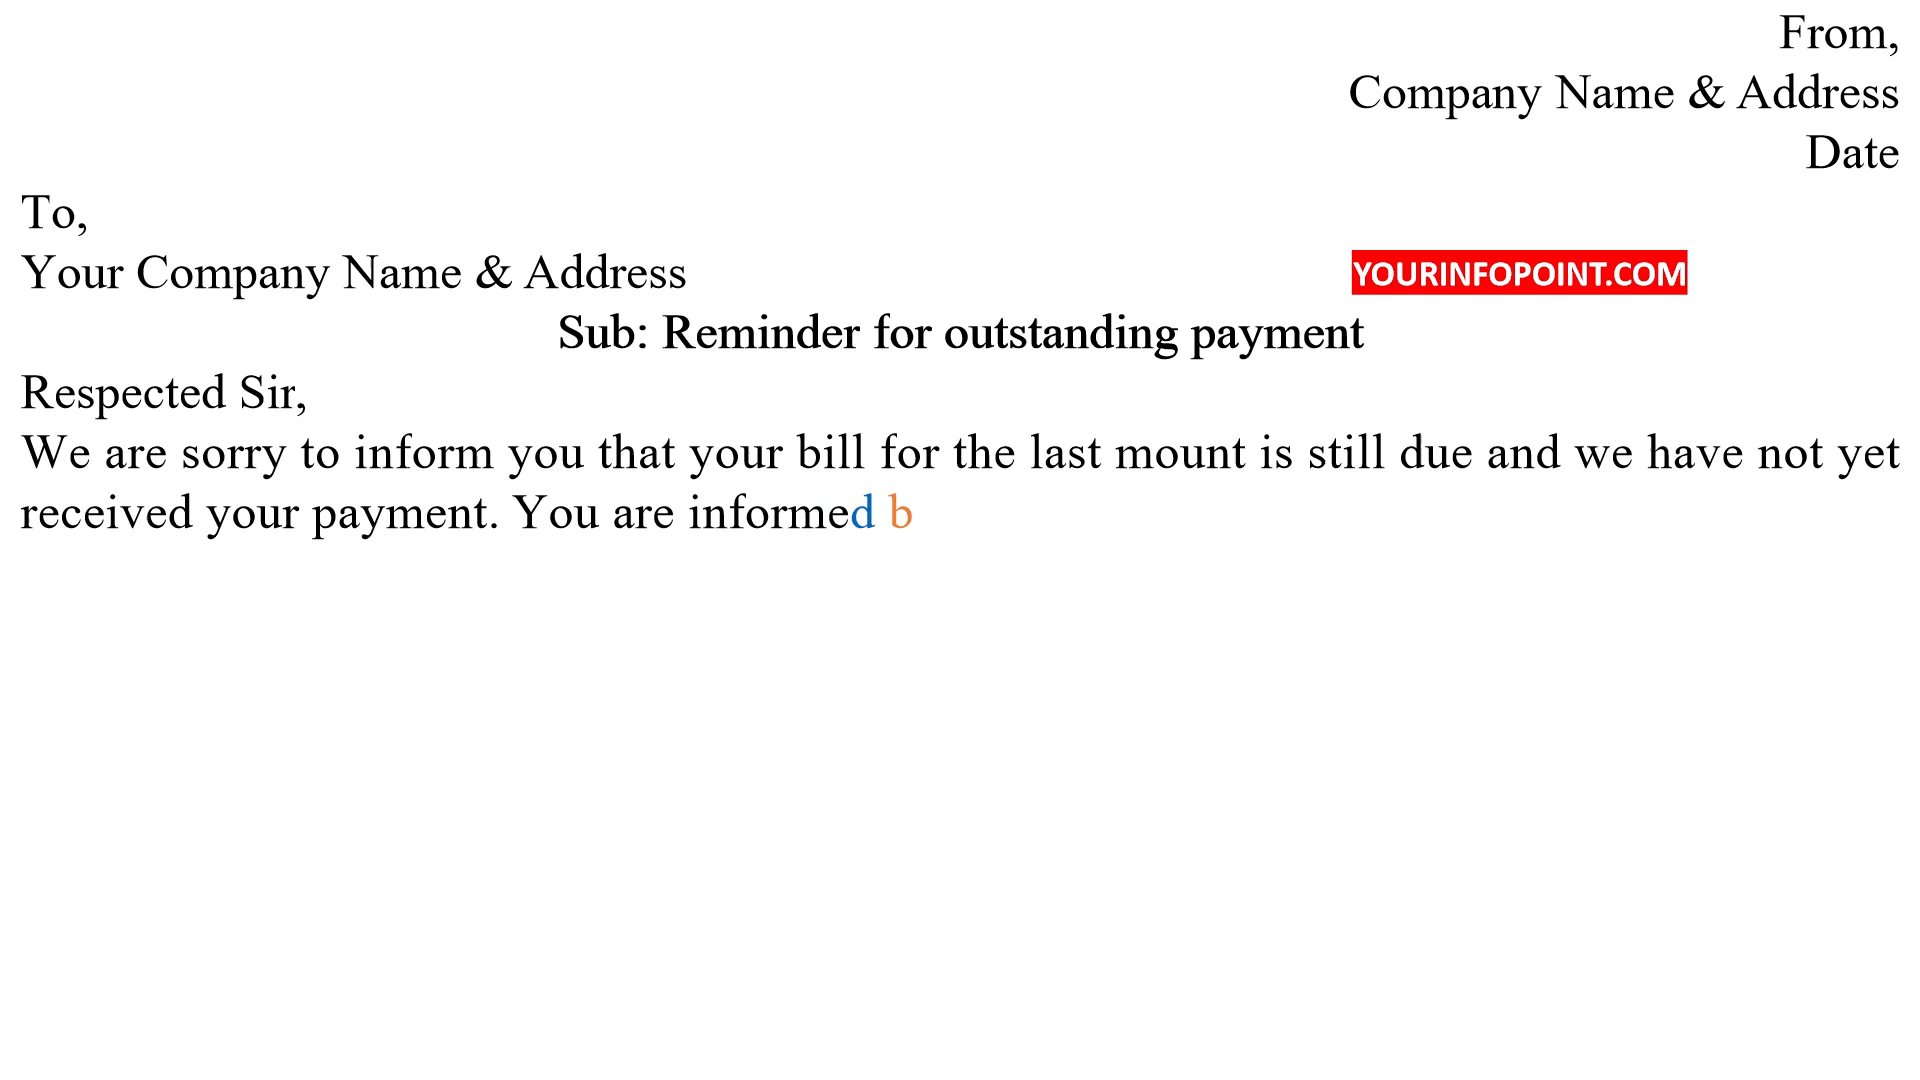 From,
Company Name & Address
Date
To,
Your Company Name & Address
YOURINFOPOINT.COM
Sub: Reminder for outstanding payment
Respected Sir,
We are sorry to inform you that your bill for the last mount is still due and we have not yet
received your payment. You are informed b